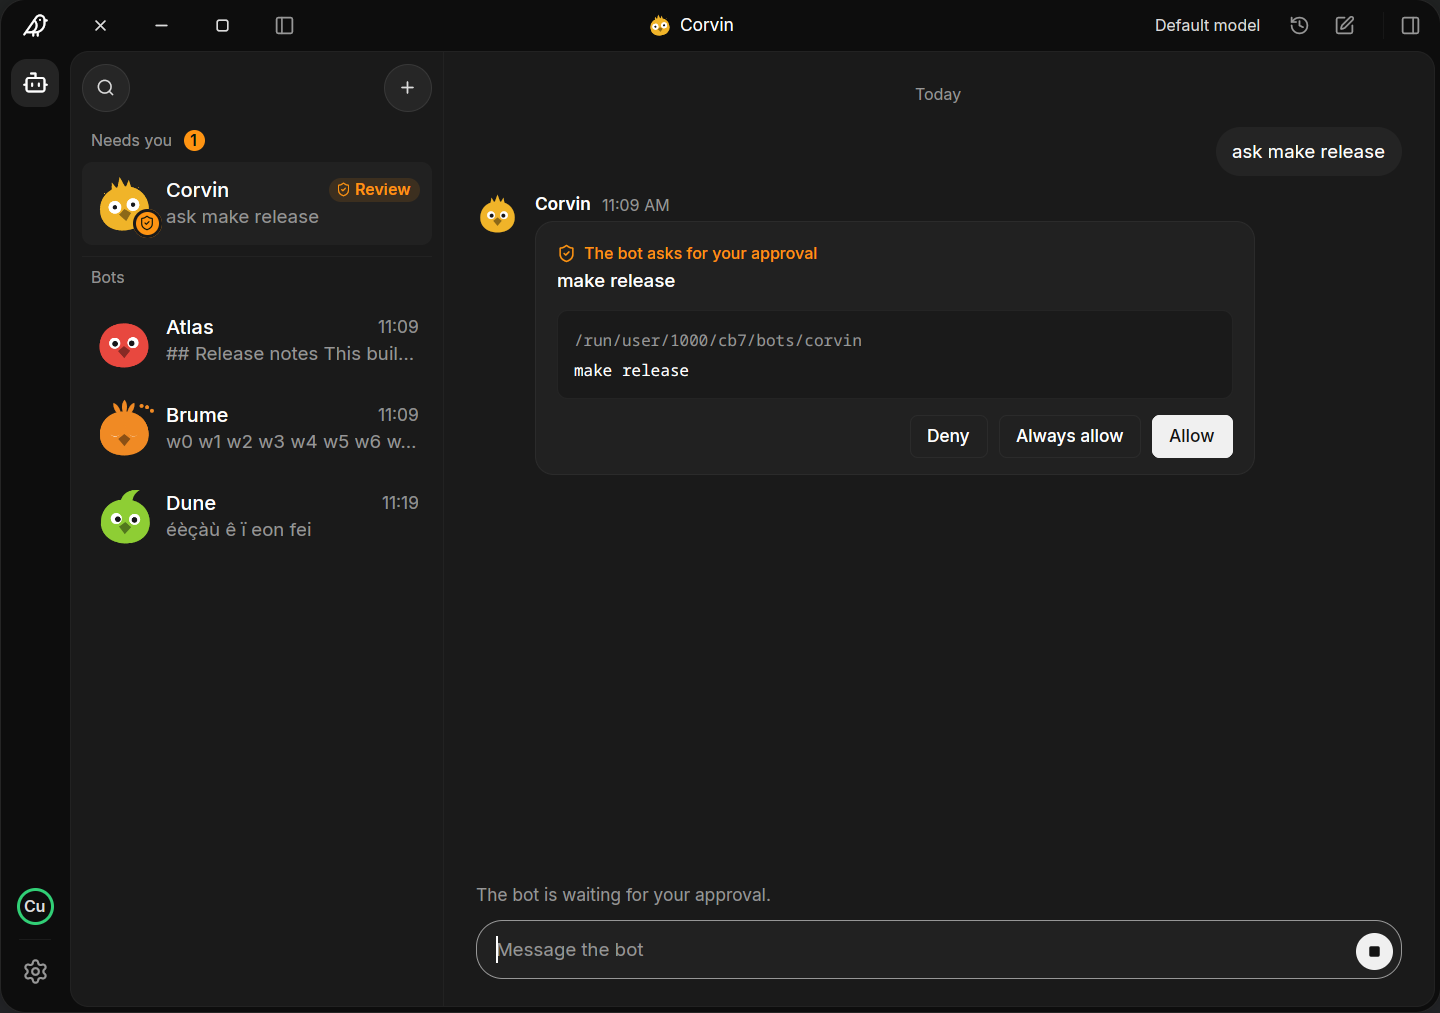 Corvin
Default model
Needs you 1
Corvin
Review
ask make release
Bots
Atlas
11:09
## Release notes This buil...
Brume
11:09
w0 w1 w2 w3 w4 w5 w6 w...
Dune
11:19
éèçàù ê ï eon fei
Cu
Today
ask make release
Corvin 11:09 AM
The bot asks for your approval
make release
/run/user/1000/cb7/bots/corvin
make release
Deny
Always allow
Allow
The bot is waiting for your approval.
Message the bot